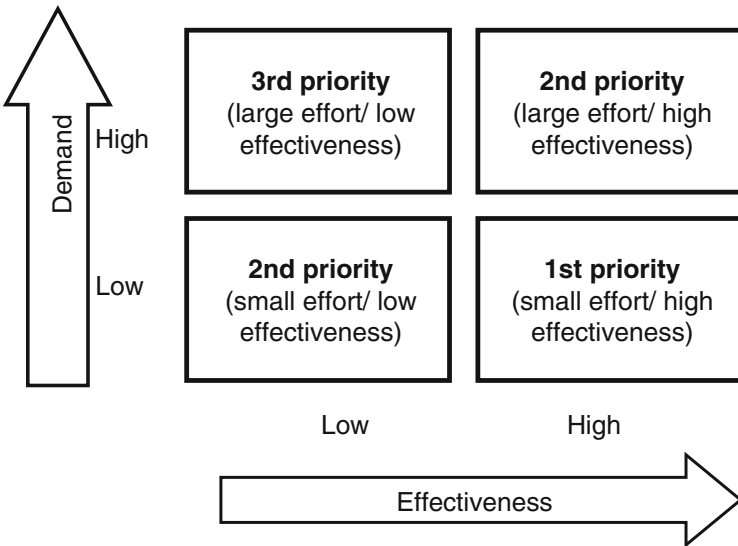 3rd priority
(large effort/ low
effectiveness)
2nd priority
(large effort/ high
effectiveness)
High
Demand
2nd priority
(small effort/ low
effectiveness)
1st priority
(small effort/ high
effectiveness)
Low
Low
High
Effectiveness